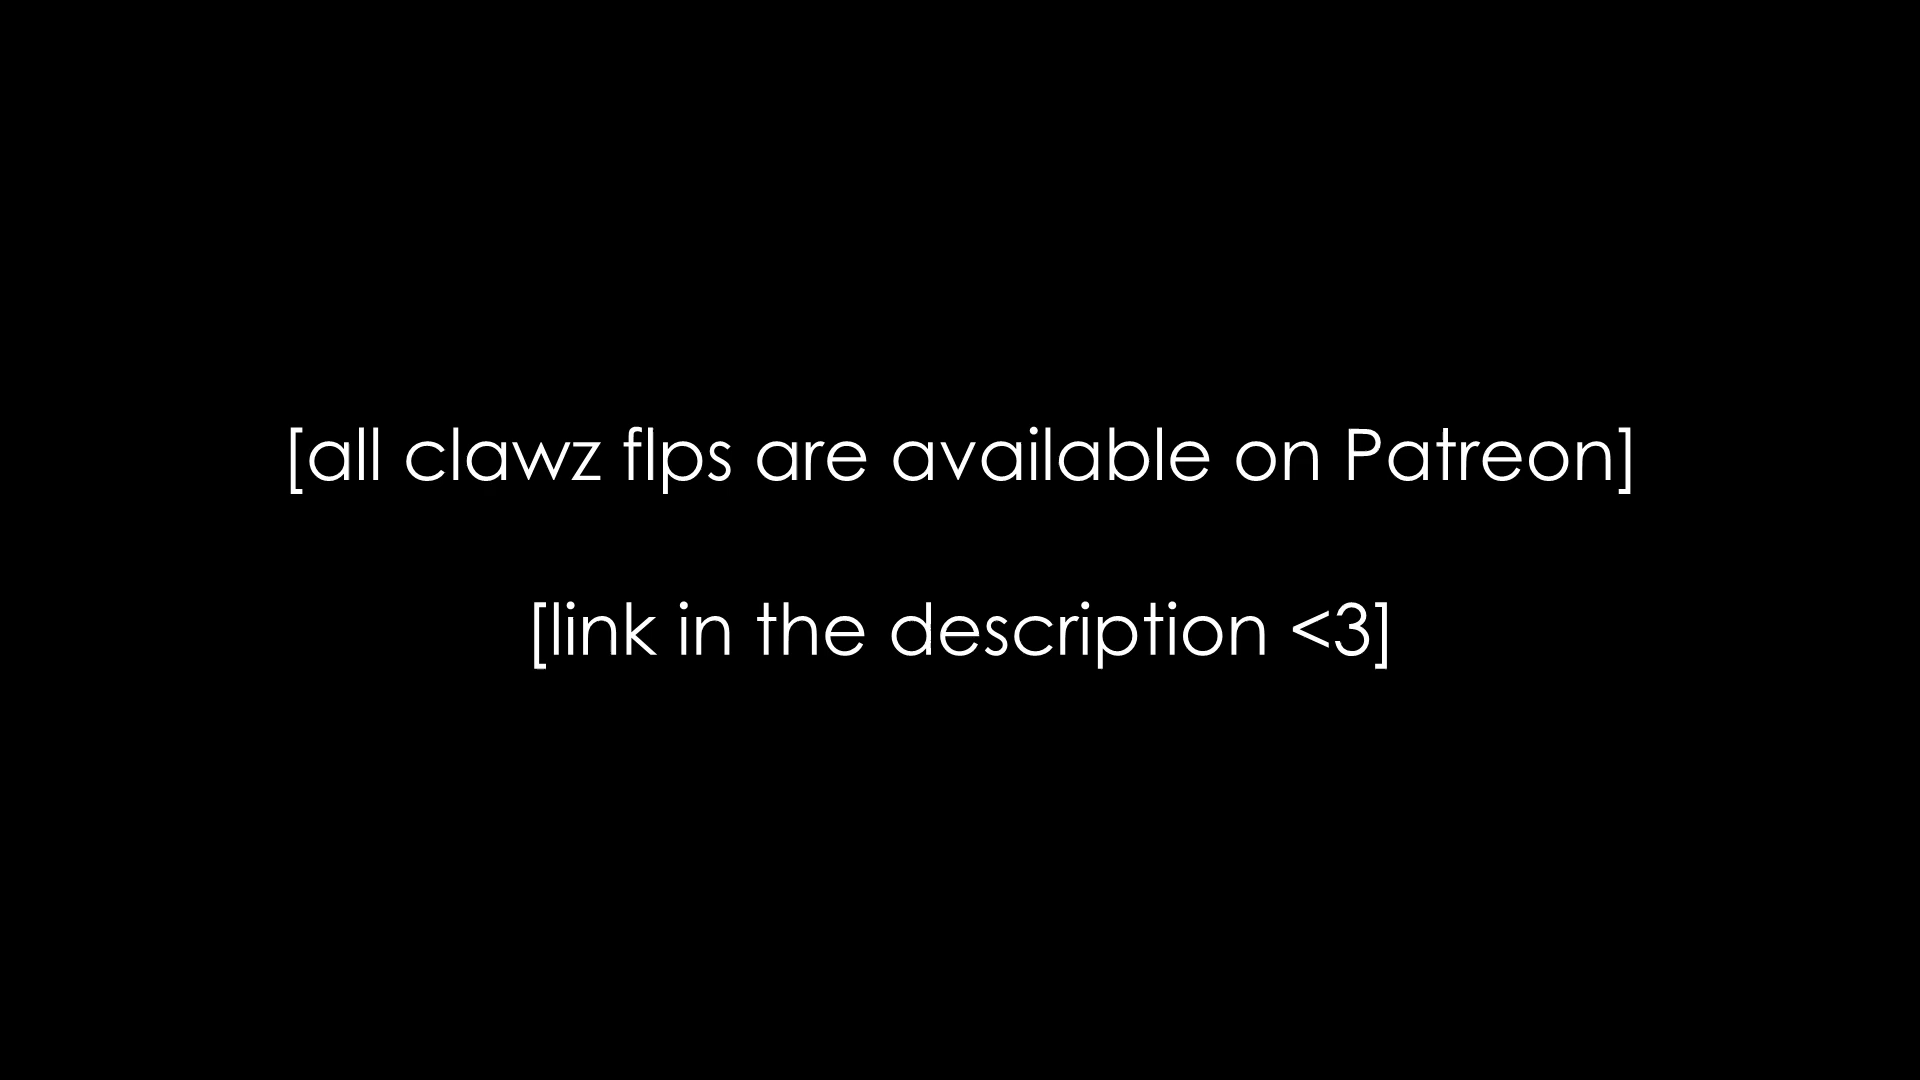 [all clawz flps are available on Patreon]
[link in the description <3]